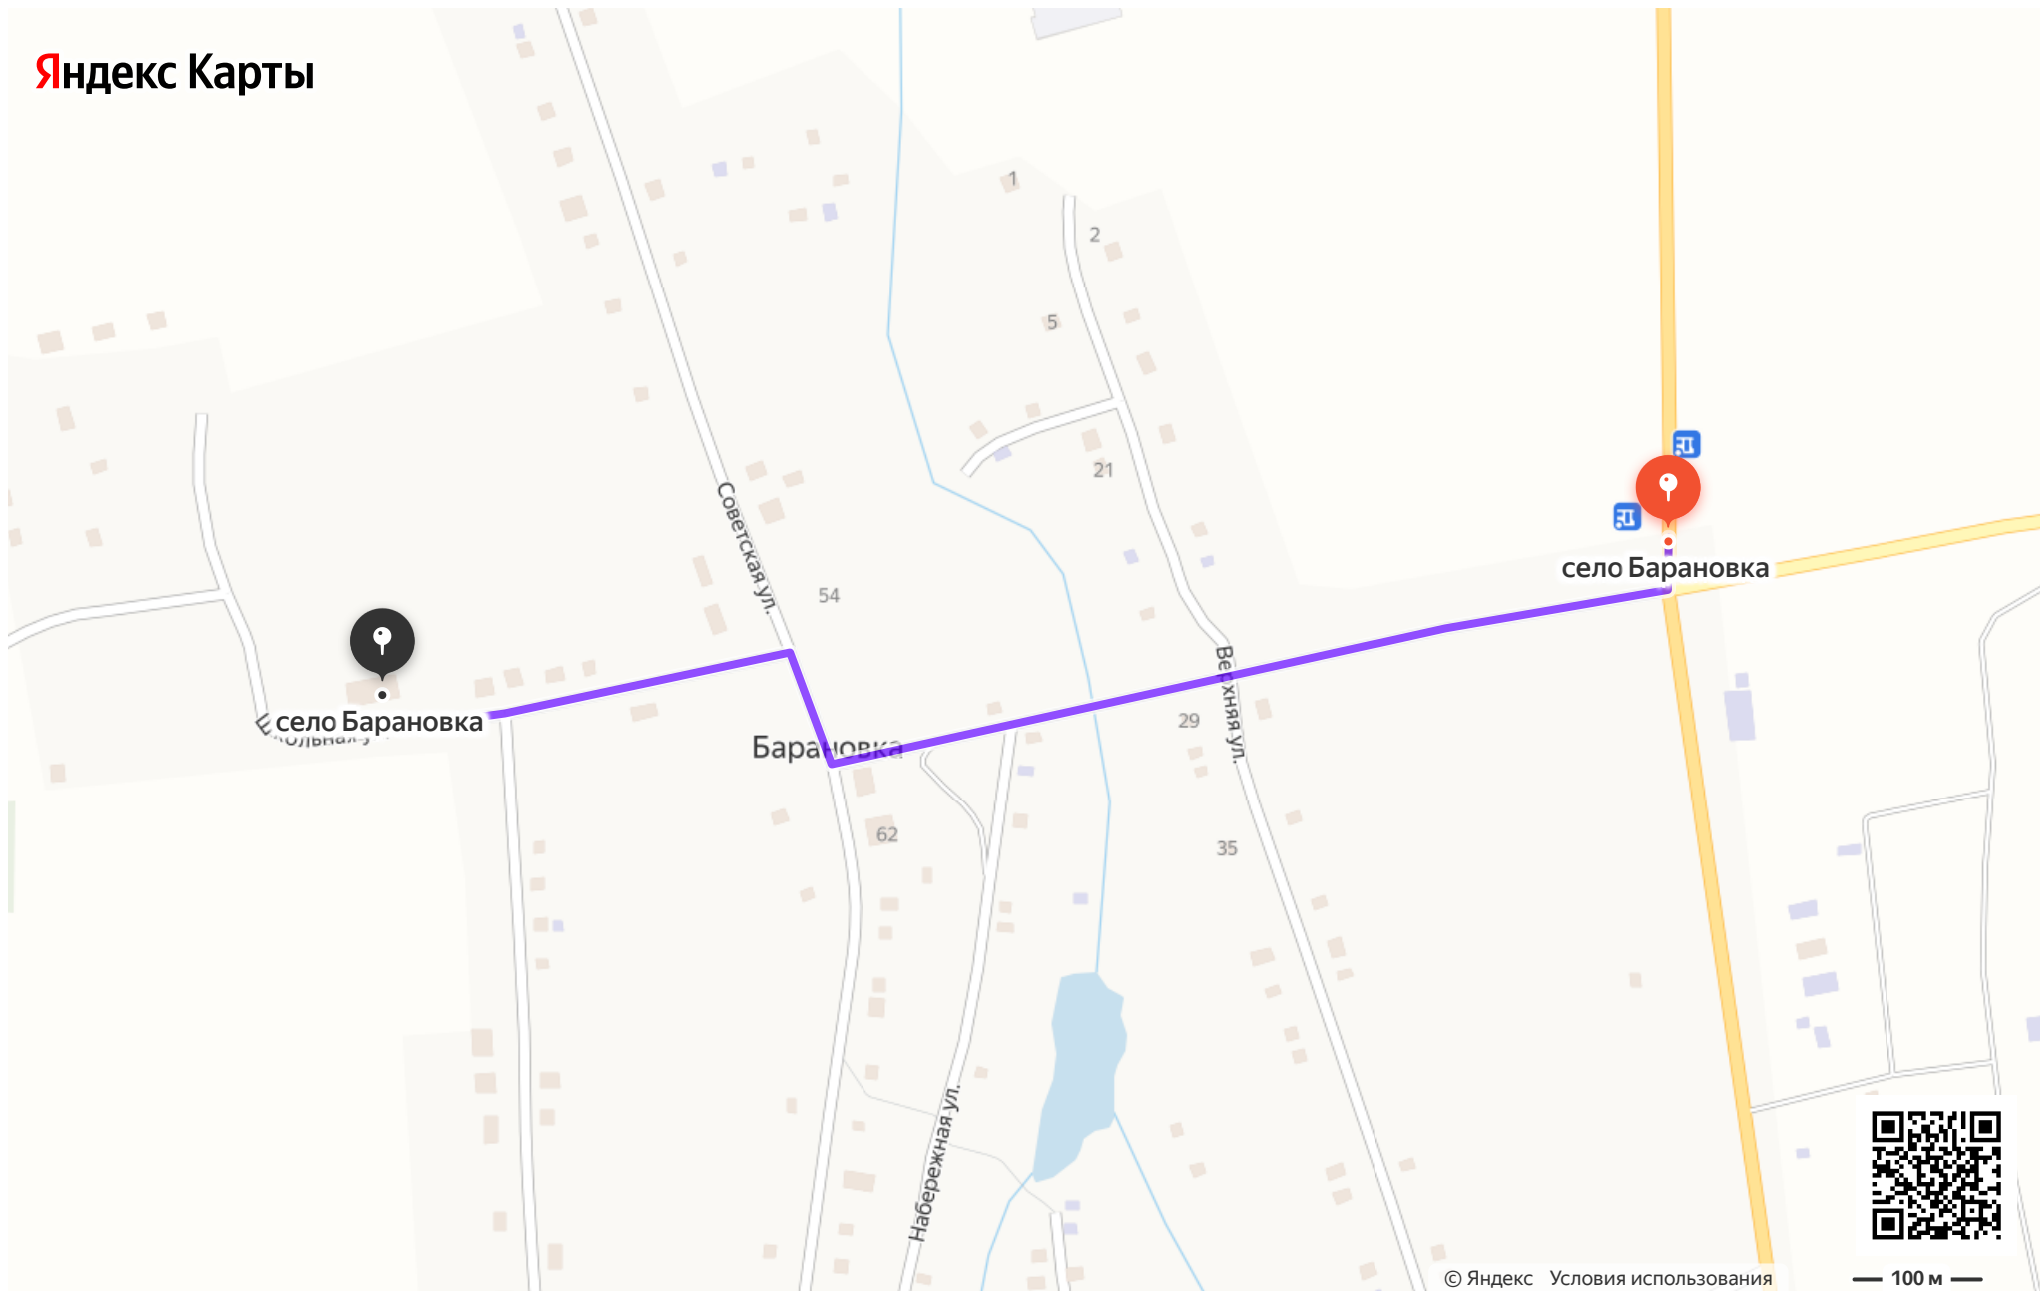 Яндекс Карты
1
2
5
21
Советская ул.
54
село Барановка
село Барановка
Школьная у
Верхняя ул.
29
Барановка
62
35
Набережная ул.
© Яндекс Условия использования
100 м